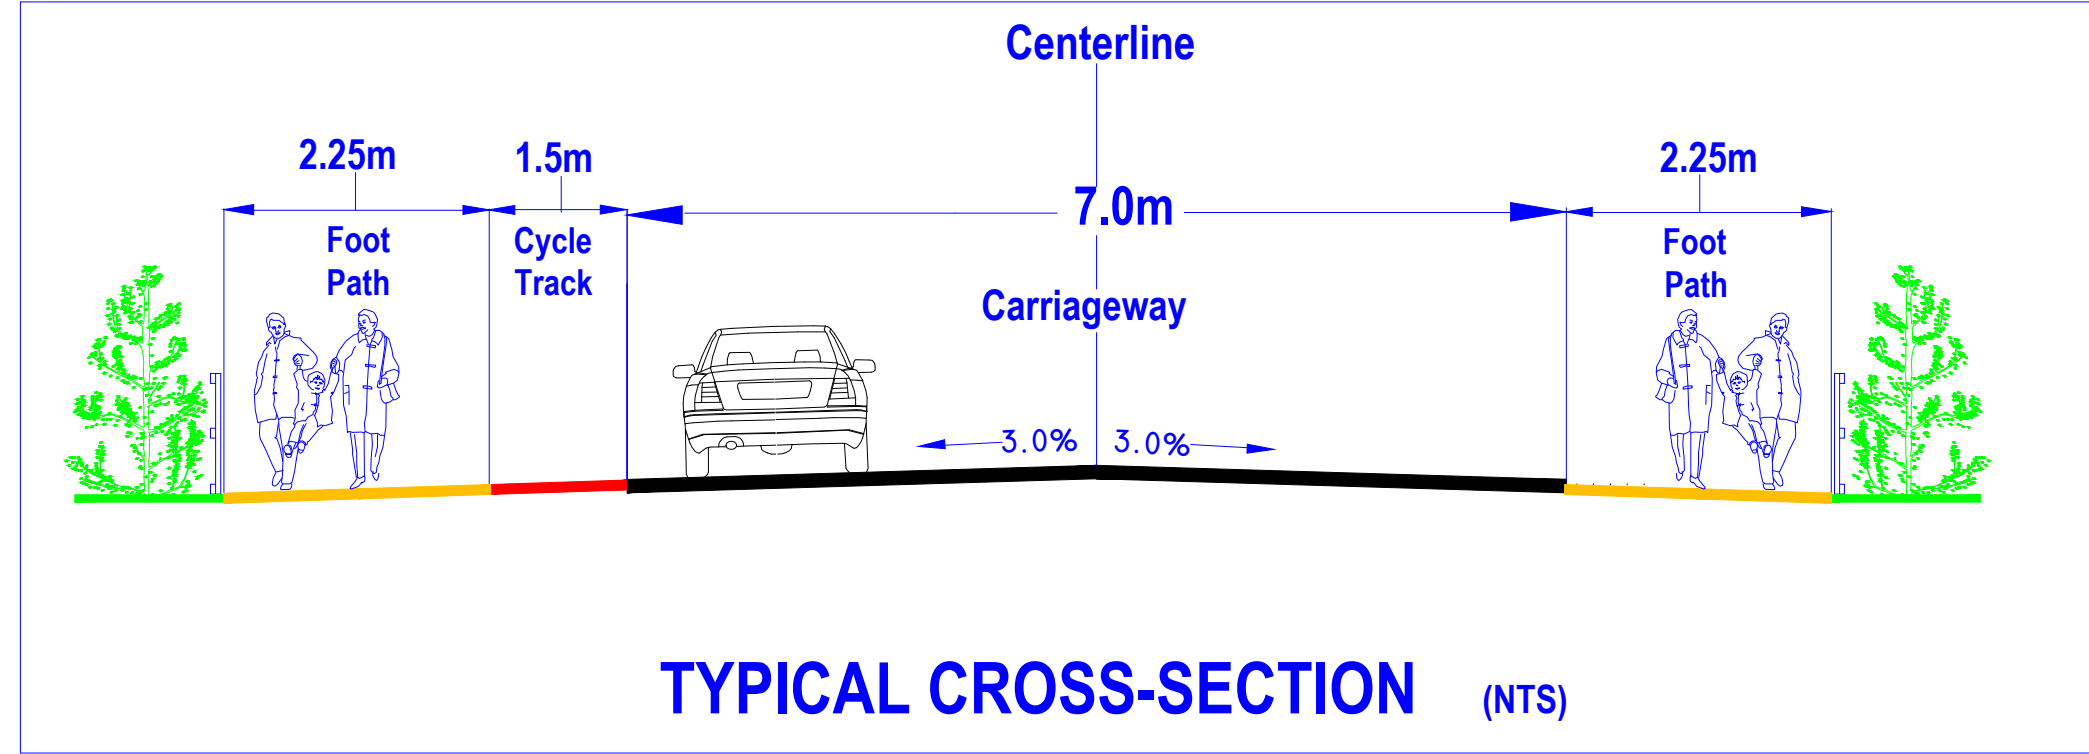 Centerline
2.25m
1.5m
7.0m
2.25m
Foot
Path
Cycle
Track
Carriageway
Foot
Path
3.0%
3.0%
TYPICAL CROSS-SECTION (NTS)